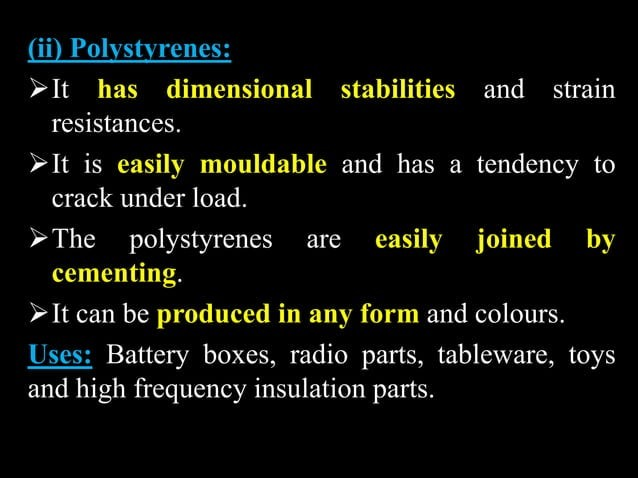 (ii) Polystyrenes:
➢It has dimensional stabilities and strain
resistances.
➢It is easily mouldable and has a tendency to
crack under load.
➢The polystyrenes are easily joined by
cementing.
➢It can be produced in any form and colours.
Uses: Battery boxes, radio parts, tableware, toys
and high frequency insulation parts.